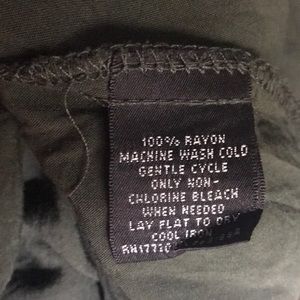 100% RAYON
MACHINE WASH COLD
GENTLE CYCLE
ONLY NON-
CHLORINE BLEACH
WHEN NEEDED
LAY FLAT TO DRY
COOL IRON
RN17730